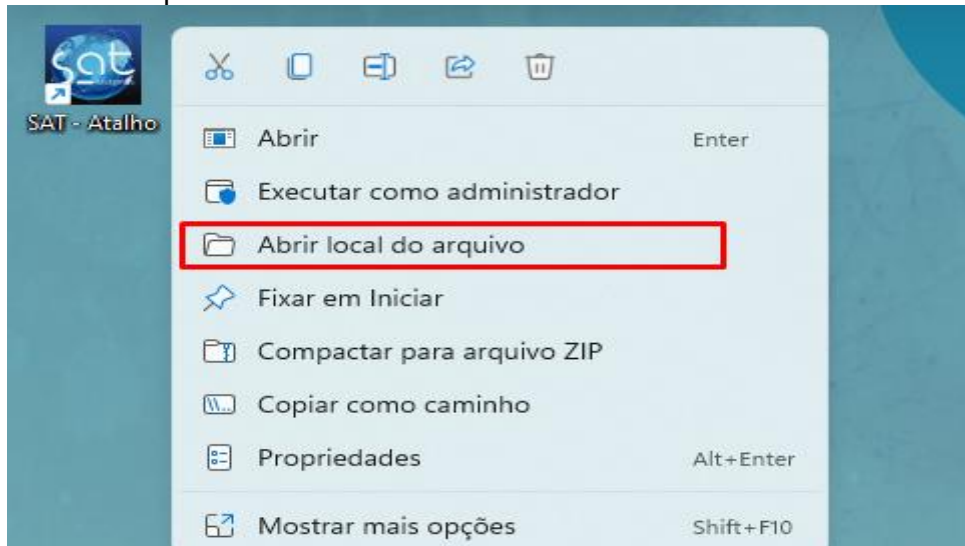 sat
SAT - Atalho
Abrir Enter
Executar como administrador
Abrir local do arquivo
Fixar em Iniciar
Compactar para arquivo ZIP
Copiar como caminho
Propriedades Alt+Enter
Mostrar mais opções Shift+F10